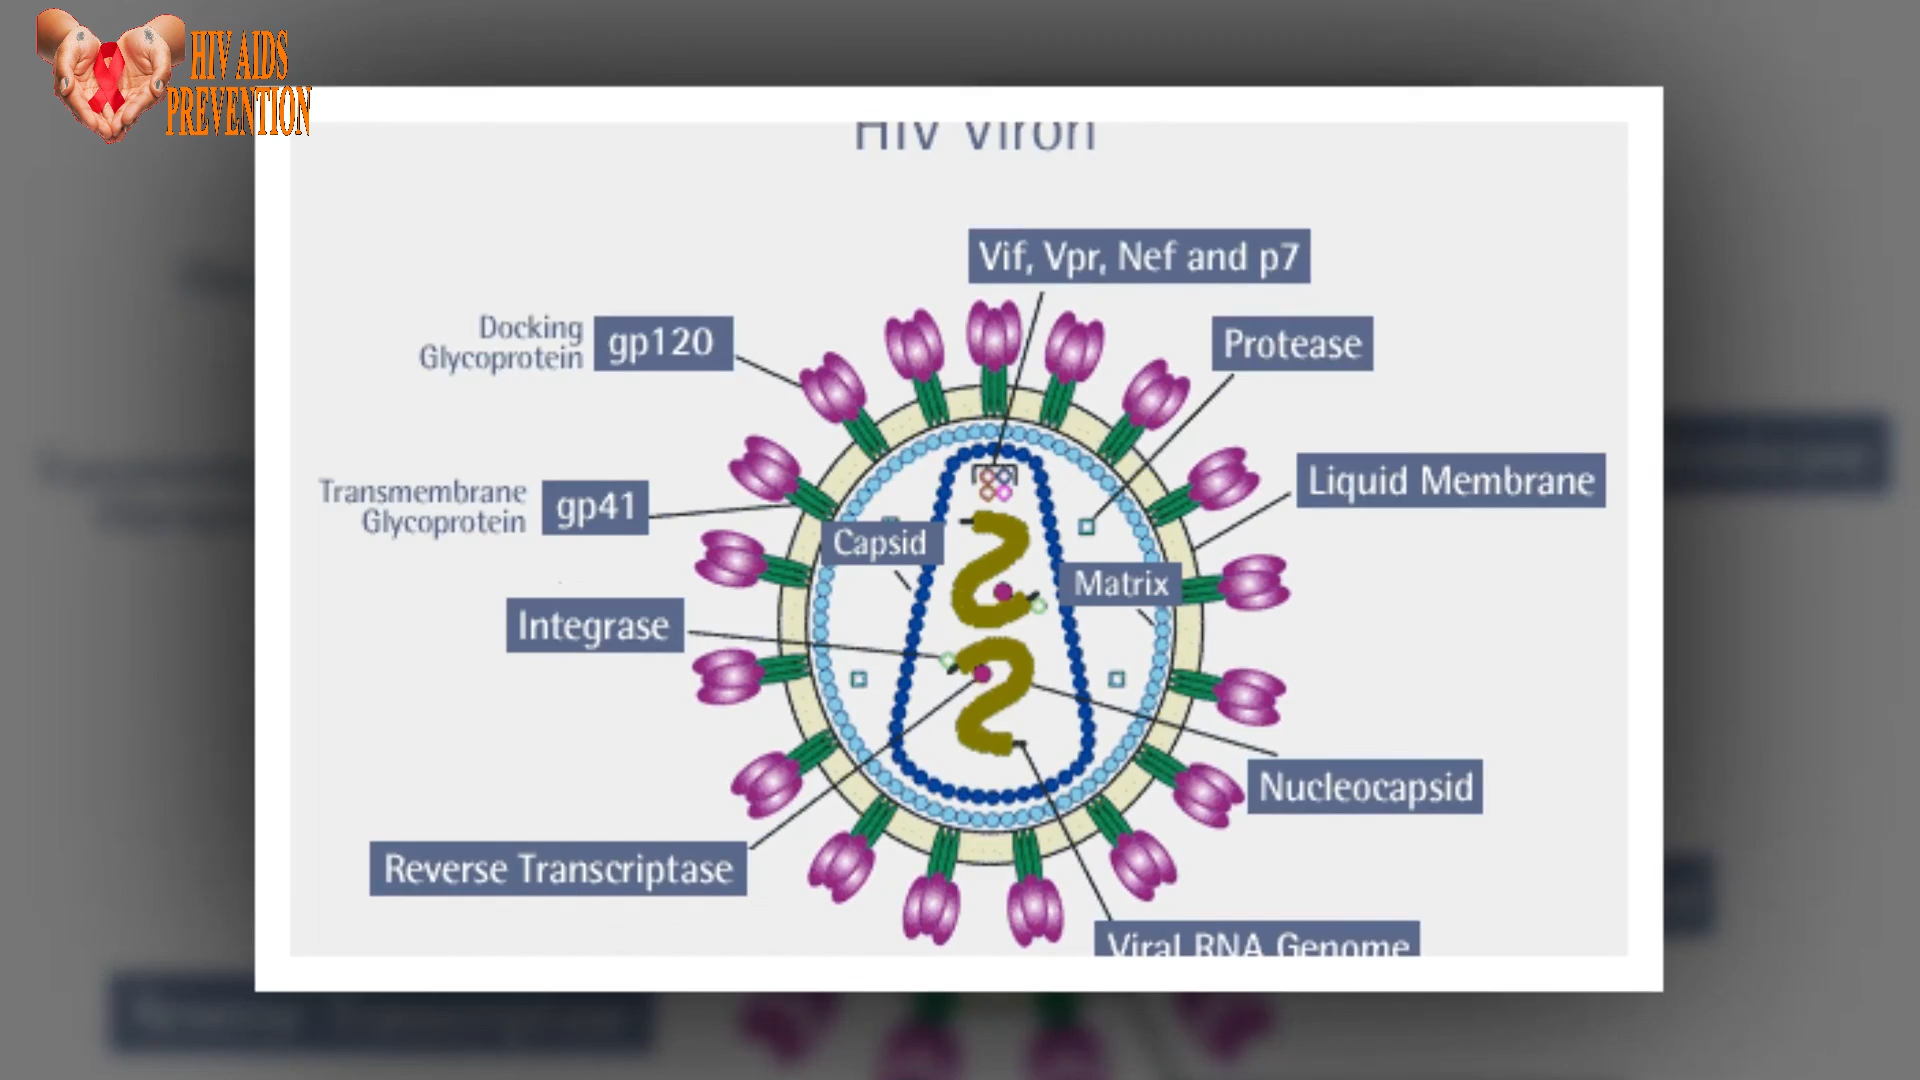 HIV AIDS
PREVENTION
HIV Viron
Vif, Vpr, Nef and p7
Docking
Glycoprotein
gp120
Protease
Liquid Membrane
Transmembrane
Glycoprotein
gp41
Capsid
Matrix
Integrase
Nucleocapsid
Reverse Transcriptase
Viral RNA Genome